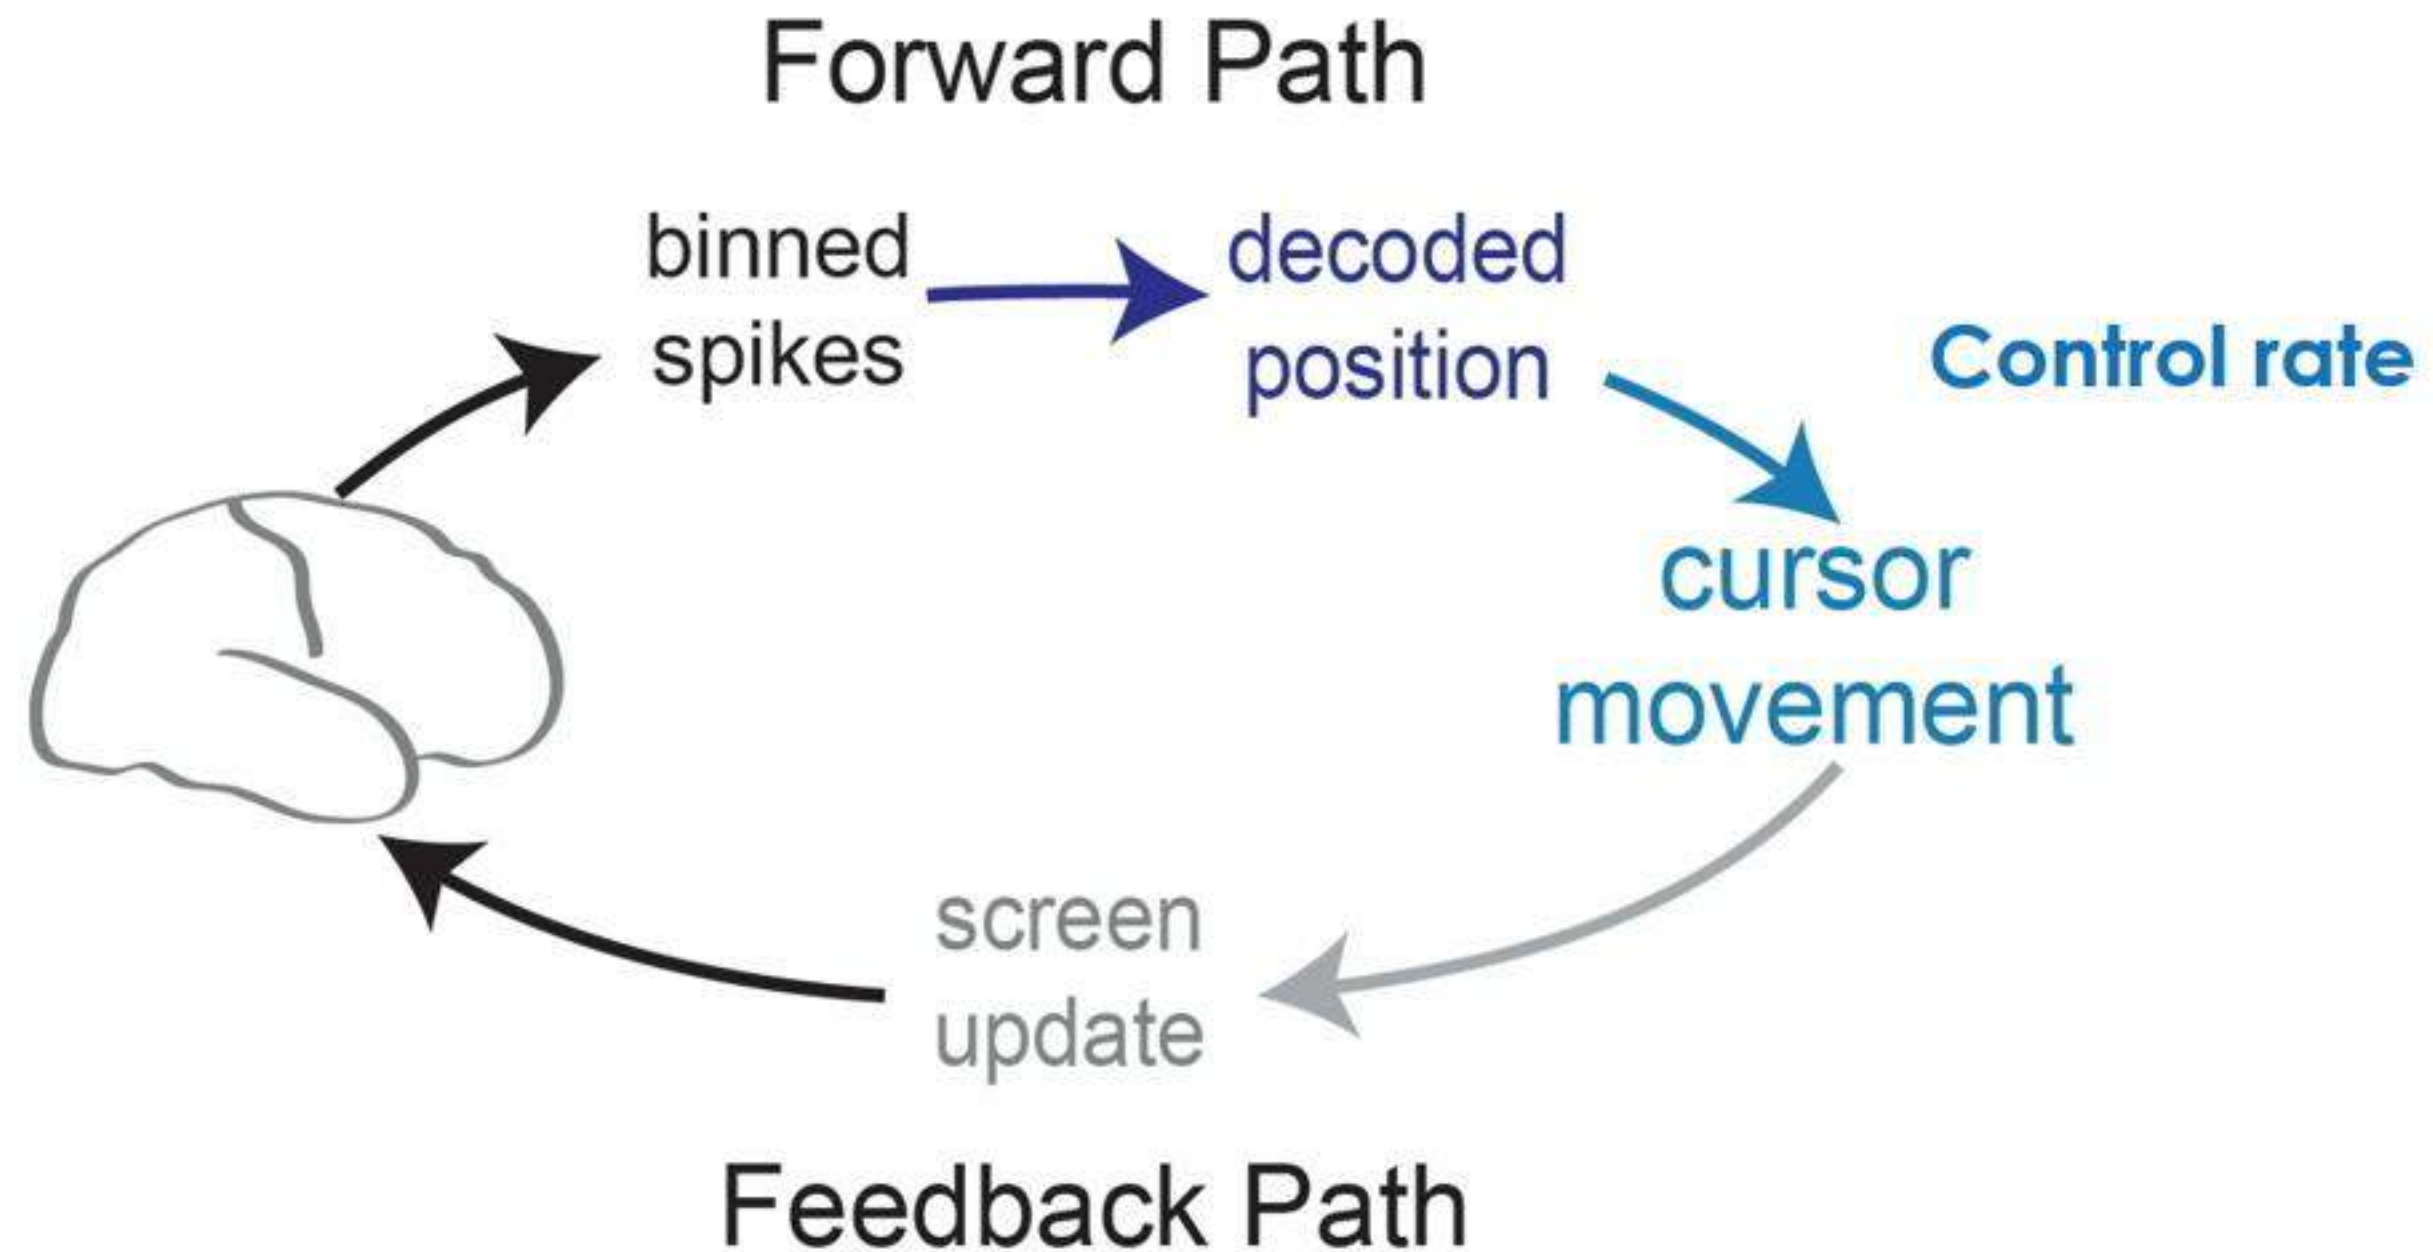 Forward Path
binned
spikes
decoded
position
Control rate
cursor
movement
screen
update
Feedback Path